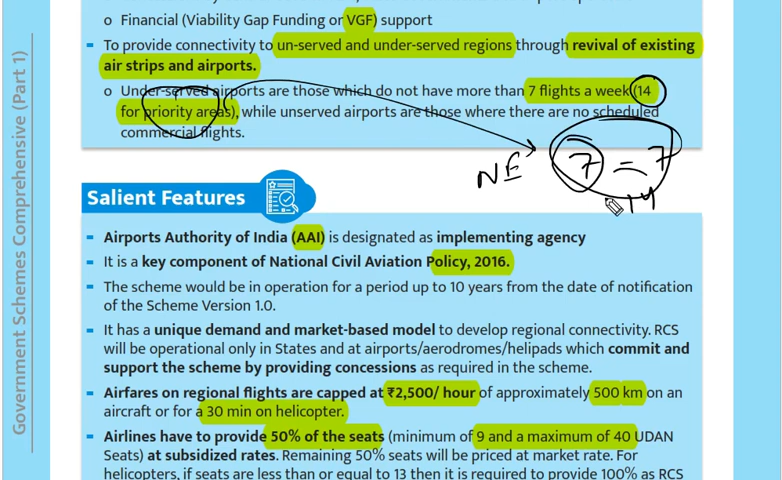 o Financial (Viability Gap Funding or VGF) support
- To provide connectivity to un-served and under-served regions through revival of existing
air strips and airports.
o Under-served airports are those which do not have more than 7 flights a week (14
for priority areas), while unserved airports are those where there are no scheduled
commercial flights.
NE 7 = 7
14
Salient Features
- Airports Authority of India (AAI) is designated as implementing agency
- It is a key component of National Civil Aviation Policy, 2016.
- The scheme would be in operation for a period up to 10 years from the date of notification
of the Scheme Version 1.0.
- It has a unique demand and market-based model to develop regional connectivity. RCS
will be operational only in States and at airports/aerodromes/helipads which commit and
support the scheme by providing concessions as required in the scheme.
- Airfares on regional flights are capped at ₹2,500/ hour of approximately 500 km on an
aircraft or for a 30 min on helicopter.
- Airlines have to provide 50% of the seats (minimum of 9 and a maximum of 40 UDAN
Seats) at subsidized rates. Remaining 50% seats will be priced at market rate. For
helicopters, if seats are less than or equal to 13 then it is required to provide 100% as RCS
Government Schemes Comprehensive (Part 1)